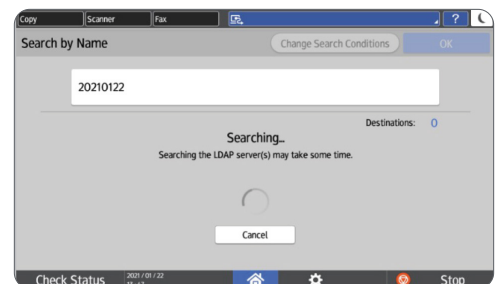 Copy Scanner Fax ?
Search by Name Change Search Conditions OK
20210122
Destinations: 0
Searching...
Searching the LDAP server(s) may take some time.
Cancel
Check Status 2021 / 01 / 22 Stop